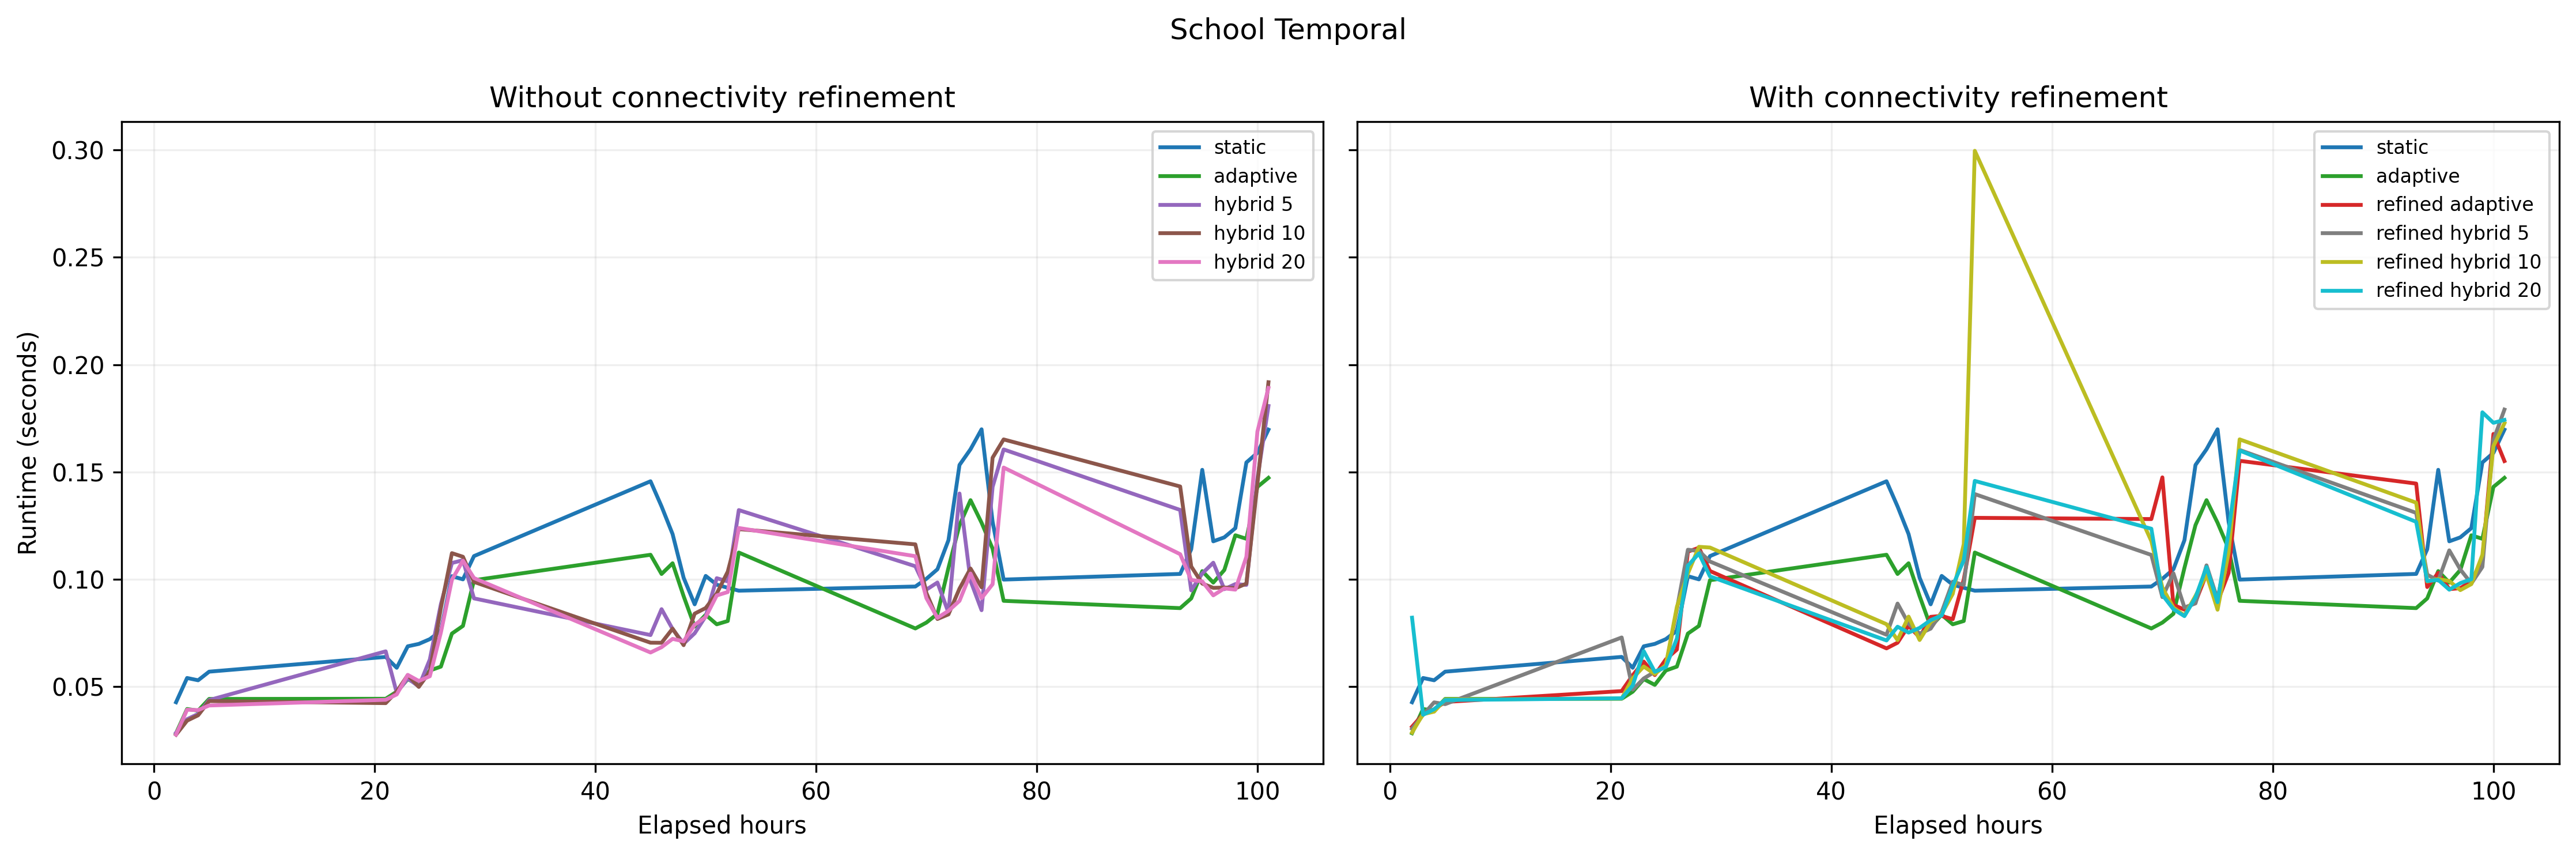 School Temporal
Without connectivity refinement
Runtime (seconds)
0.30
0.25
0.20
0.15
0.10
0.05
0
20
40
60
80
100
Elapsed hours
static
adaptive
hybrid 5
hybrid 10
hybrid 20
With connectivity refinement
0
20
40
60
80
100
Elapsed hours
static
adaptive
refined adaptive
refined hybrid 5
refined hybrid 10
refined hybrid 20